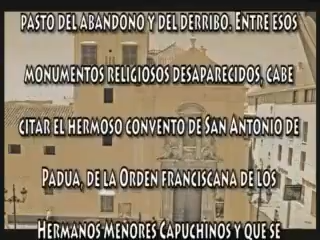 pasto del abandono y del derribo. Entre esos
monumentos religiosos desaparecidos, cabe
citar el hermoso convento de San Antonio de
Padua, de la Orden franciscana de los
Hermanos Menores Capuchinos y que se